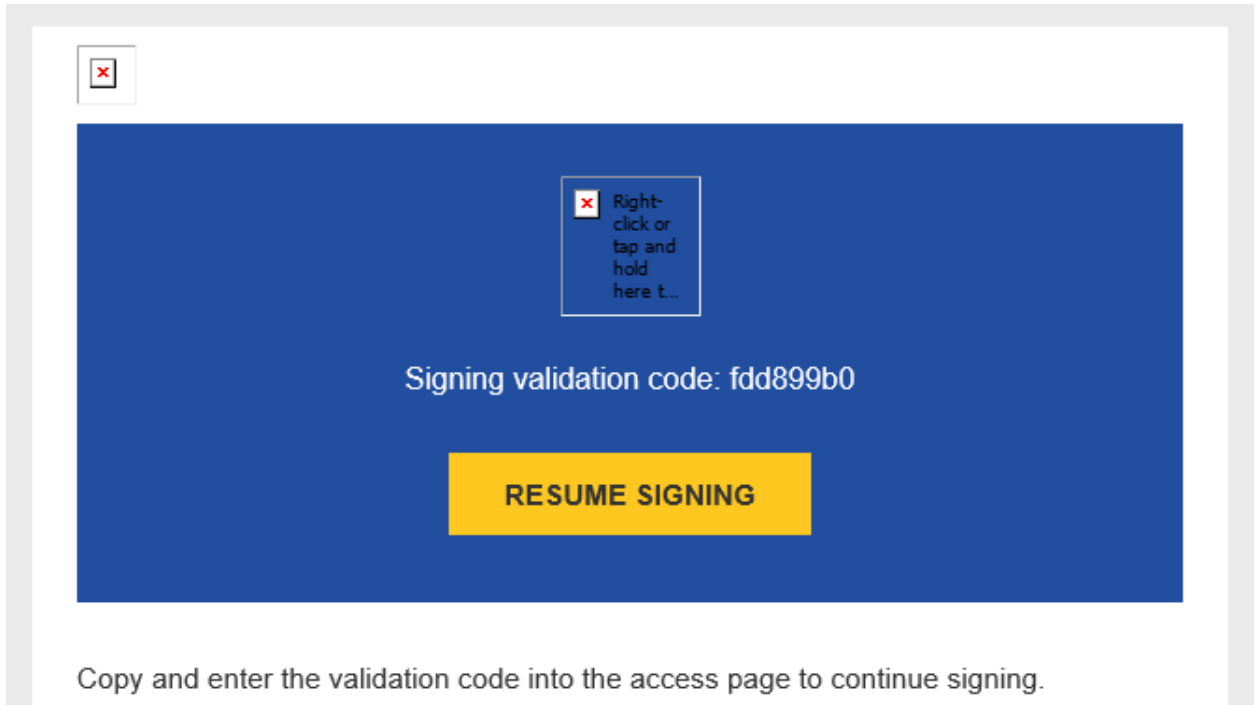 Right-
click or
tap and
hold
here t...
Signing validation code: fdd899b0
RESUME SIGNING
Copy and enter the validation code into the access page to continue signing.